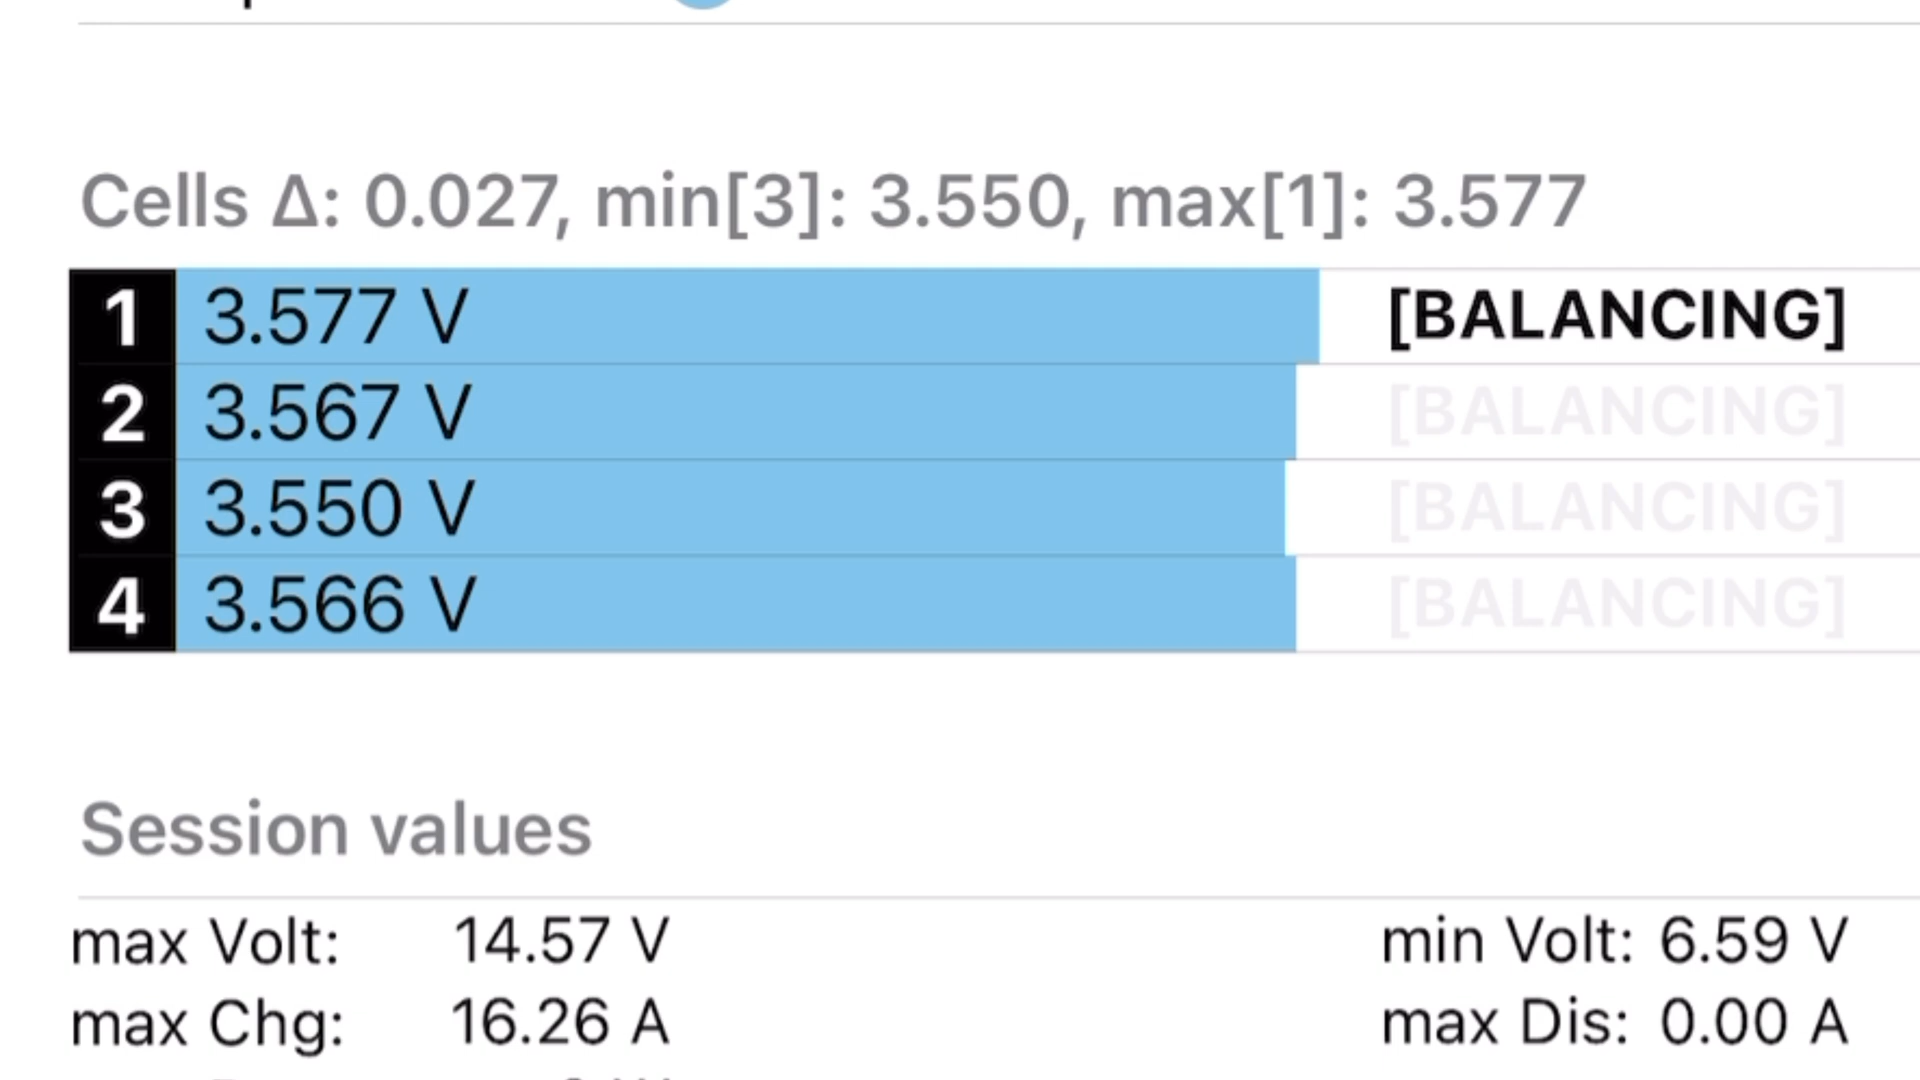 Cells Δ: 0.027, min[3]: 3.550, max[1]: 3.577
1 3.577 V [BALANCING]
2 3.567 V [BALANCING]
3 3.550 V [BALANCING]
4 3.566 V [BALANCING]
Session values
max Volt: 14.57 V min Volt: 6.59 V
max Chg: 16.26 A max Dis: 0.00 A